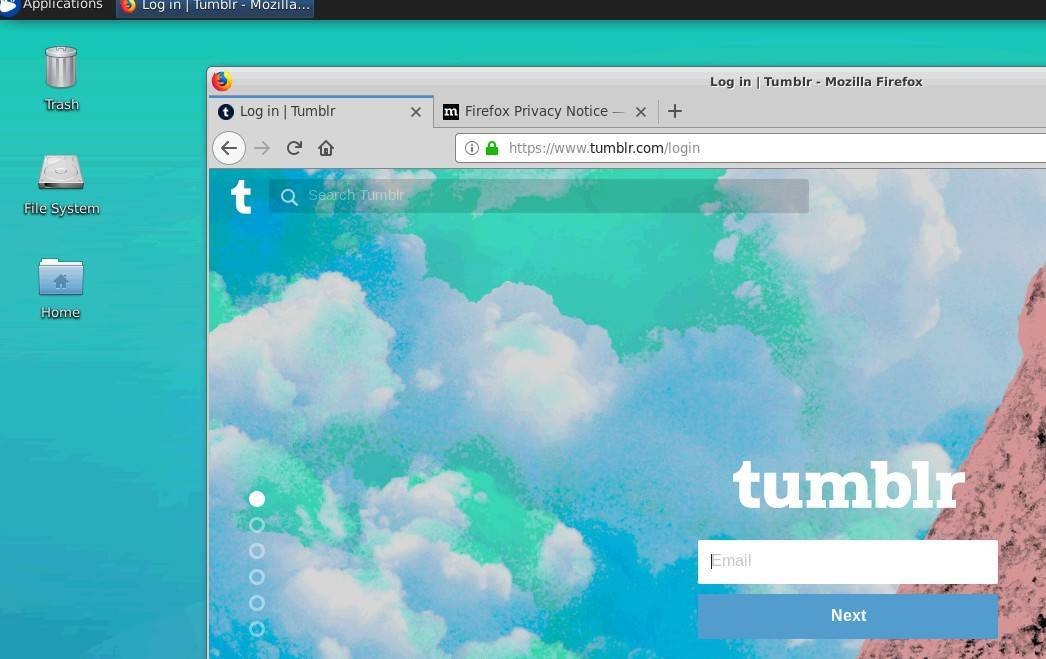 Applications
Log in | Tumblr - Mozilla...
Trash
File System
Home
Log in | Tumblr - Mozilla Firefox
Log in | Tumblr
Firefox Privacy Notice —
https://www.tumblr.com/login
t Search Tumblr
tumblr
Email
Next